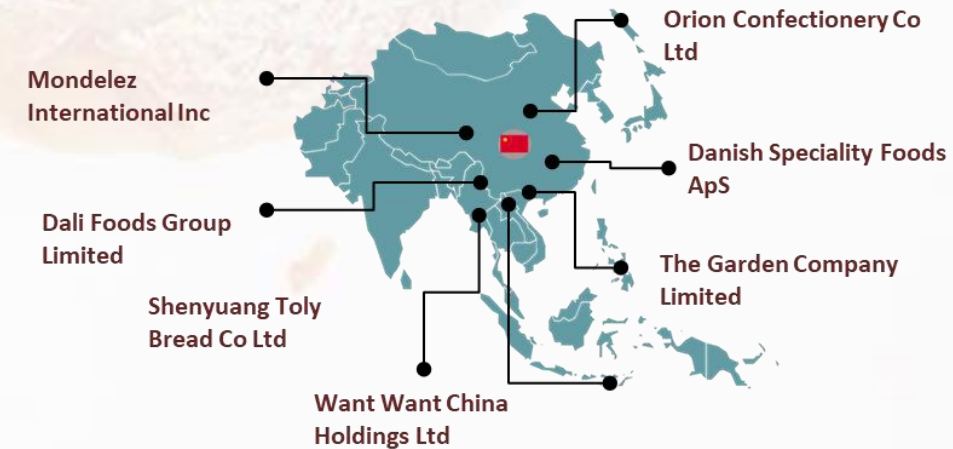 Orion Confectionery Co
Ltd
Mondelez
International Inc
Danish Speciality Foods
ApS
Dali Foods Group
Limited
The Garden Company
Limited
Shenyuang Toly
Bread Co Ltd
Want Want China
Holdings Ltd